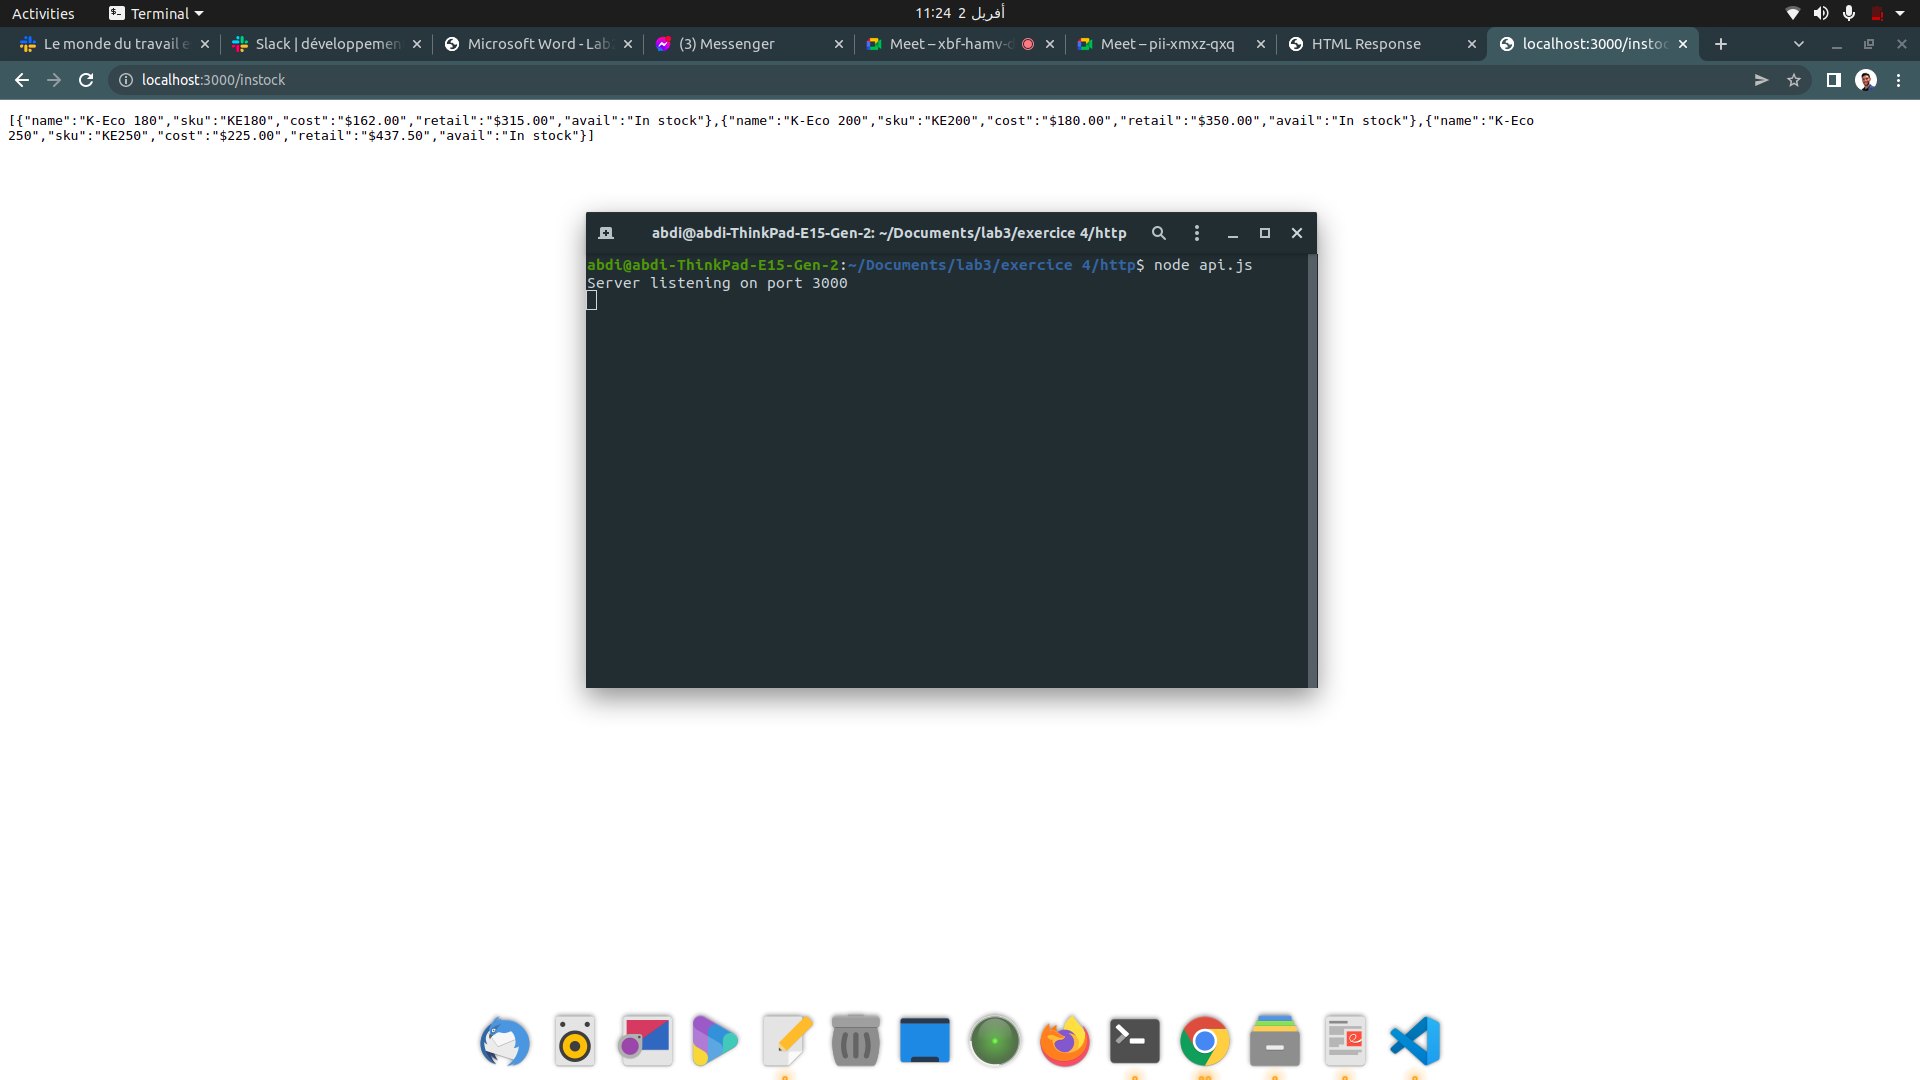 Activities Terminal 11:24 2 أفريل
Le monde du travail e Slack | développemen Microsoft Word - Lab (3) Messenger Meet – xbf-hamv-d Meet – pii-xmxz-qxq HTML Response localhost:3000/instoc
localhost:3000/instock
[{"name":"K-Eco 180","sku":"KE180","cost":"$162.00","retail":"$315.00","avail":"In stock"},{"name":"K-Eco 200","sku":"KE200","cost":"$180.00","retail":"$350.00","avail":"In stock"},{"name":"K-Eco
250","sku":"KE250","cost":"$225.00","retail":"$437.50","avail":"In stock"}]
abdi@abdi-ThinkPad-E15-Gen-2: ~/Documents/lab3/exercice 4/http
abdi@abdi-ThinkPad-E15-Gen-2:~/Documents/lab3/exercice 4/http$ node api.js
Server listening on port 3000